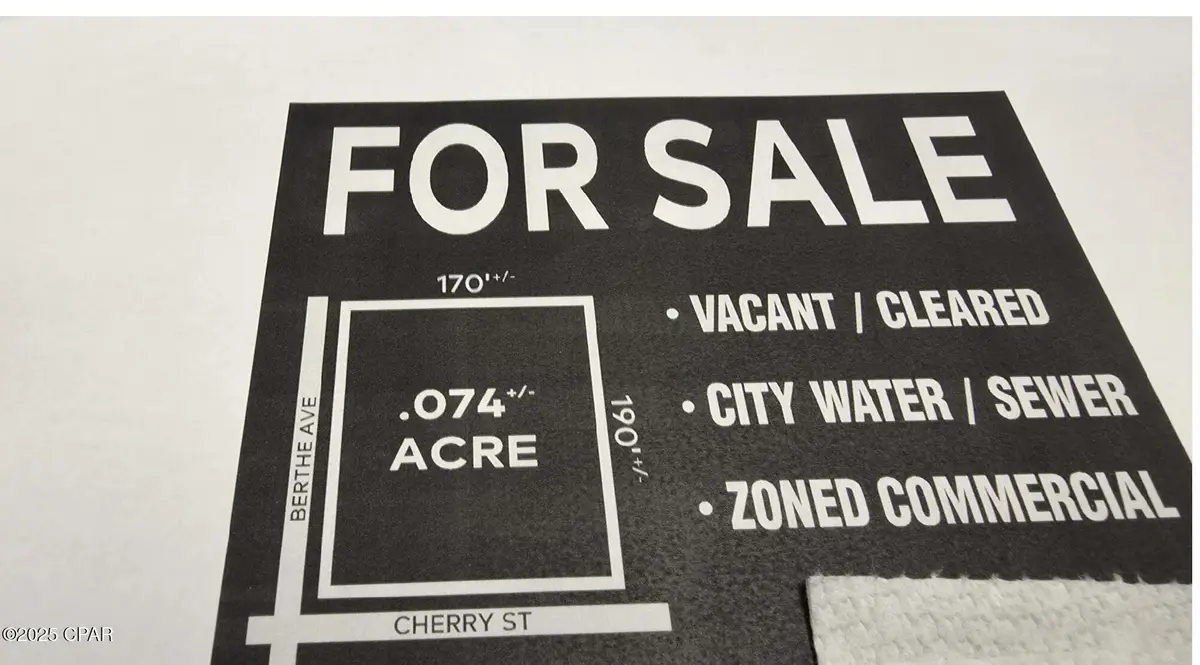 FOR SALE
170'+/-
.074+/-
ACRE
190'+/-
BERTHE AVE
CHERRY ST
• VACANT / CLEARED
• CITY WATER / SEWER
• ZONED COMMERCIAL
©2025 CPAR